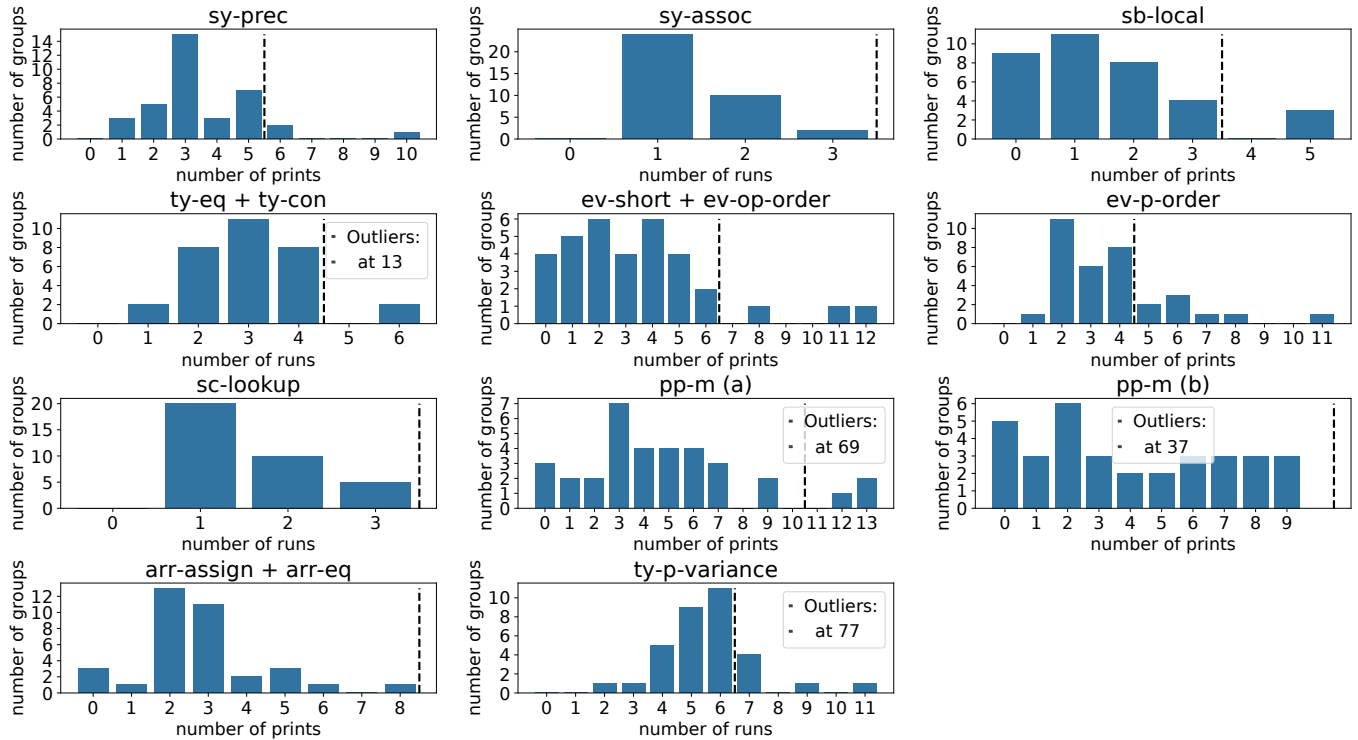 sy-prec
number of groups
14
12
10
8
6
4
2
0
0 1 2 3 4 5 6 7 8 9 10
number of prints
sy-assoc
number of groups
20
15
10
5
0
0 1 2 3
number of runs
sb-local
number of groups
10
8
6
4
2
0
0 1 2 3 4 5
number of prints
ty-eq + ty-con
number of groups
10
8
6
4
2
0
Outliers:
at 13
0 1 2 3 4 5 6
number of runs
ev-short + ev-op-order
number of groups
6
5
4
3
2
1
0
0 1 2 3 4 5 6 7 8 9 10 11 12
number of prints
ev-p-order
number of groups
10
8
6
4
2
0
0 1 2 3 4 5 6 7 8 9 10 11
number of prints
sc-lookup
number of groups
20
15
10
5
0
0 1 2 3
number of runs
pp-m (a)
number of groups
7
6
5
4
3
2
1
0
Outliers:
at 69
0 1 2 3 4 5 6 7 8 9 10 11 12 13
number of prints
pp-m (b)
number of groups
6
5
4
3
2
1
0
Outliers:
at 37
0 1 2 3 4 5 6 7 8 9
number of prints
arr-assign + arr-eq
number of groups
12
10
8
6
4
2
0
0 1 2 3 4 5 6 7 8
number of prints
ty-p-variance
number of groups
10
8
6
4
2
0
Outliers:
at 77
0 1 2 3 4 5 6 7 8 9 10 11
number of runs